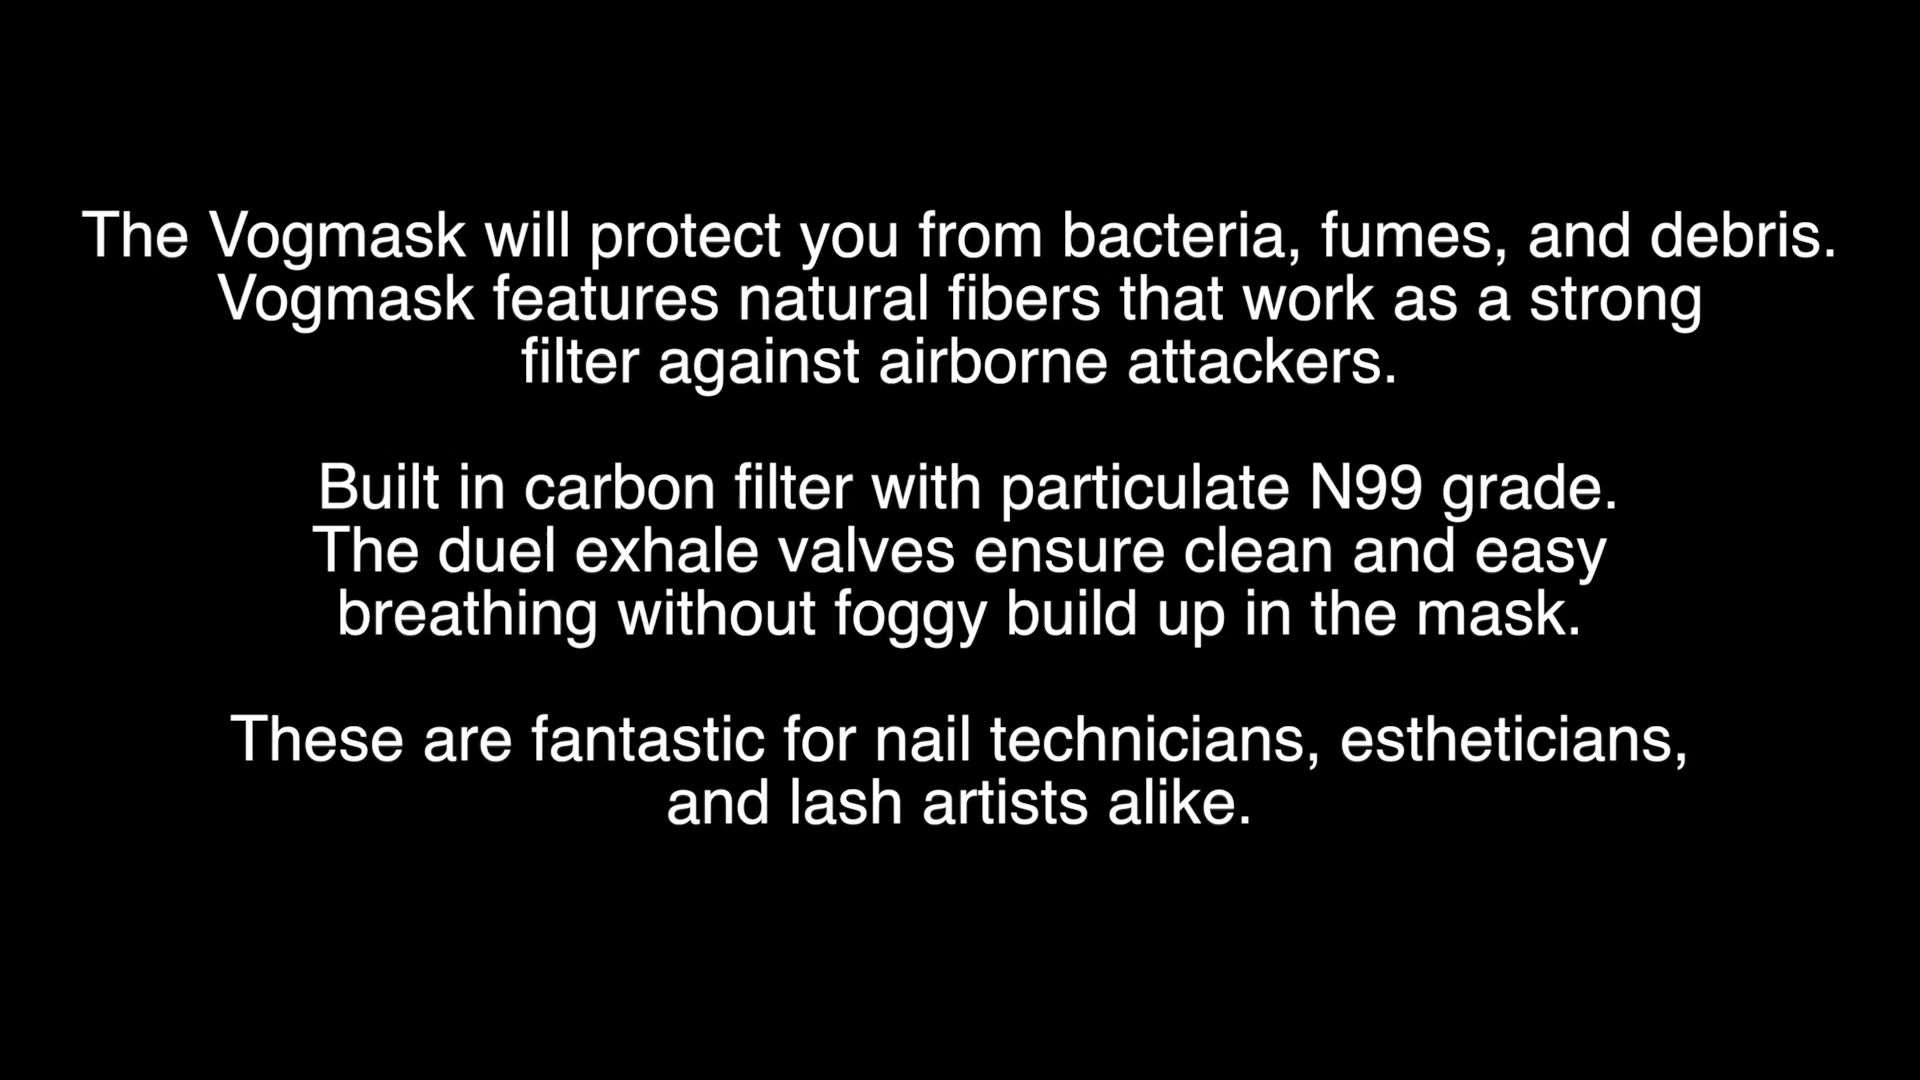 The Vogmask will protect you from bacteria, fumes, and debris.
Vogmask features natural fibers that work as a strong
filter against airborne attackers.
Built in carbon filter with particulate N99 grade.
The duel exhale valves ensure clean and easy
breathing without foggy build up in the mask.
These are fantastic for nail technicians, estheticians,
and lash artists alike.